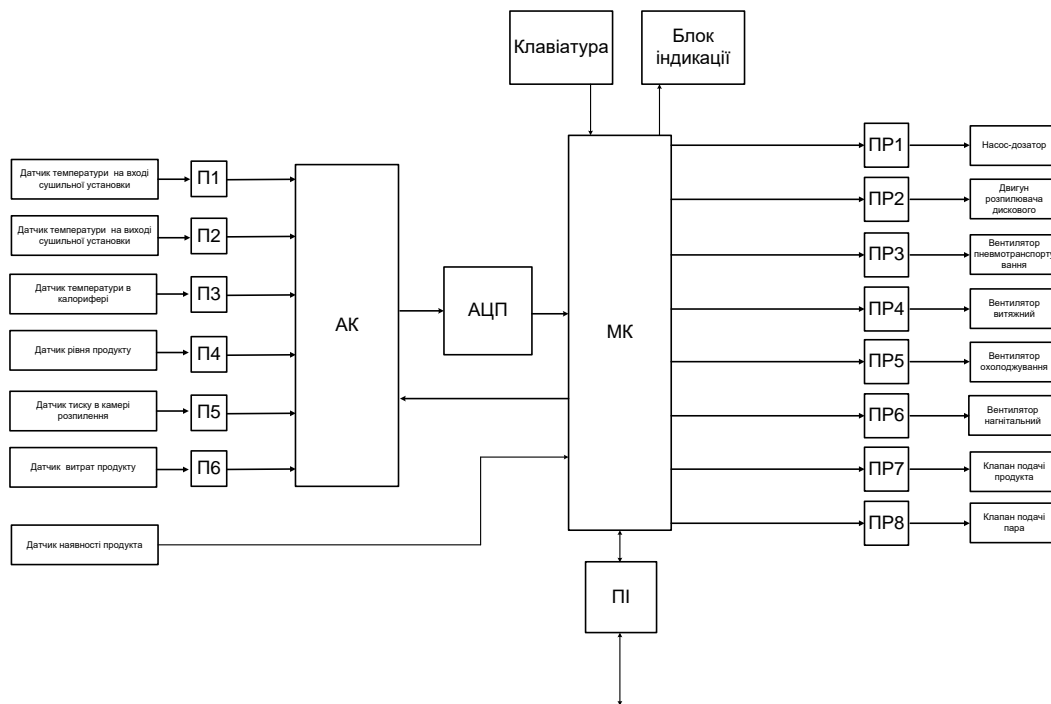 Клавіатура
Блок
індикації
Датчик температури на вході
сушильної установки
П1
Датчик температури на виході
сушильної установки
П2
Датчик температури в
калорифері
П3
Датчик рівня продукту
П4
Датчик тиску в камері
розпилення
П5
Датчик витрат продукту
П6
Датчик наявності продукта
АК
АЦП
МК
ПІ
ПР1
Насос-дозатор
ПР2
Двигун
розпилювача
дискового
ПР3
Вентилятор
пневмотранспорту
вання
ПР4
Вентилятор
витяжний
ПР5
Вентилятор
охолоджування
ПР6
Вентилятор
нагнітальний
ПР7
Клапан подачі
продукта
ПР8
Клапан подачі
пара